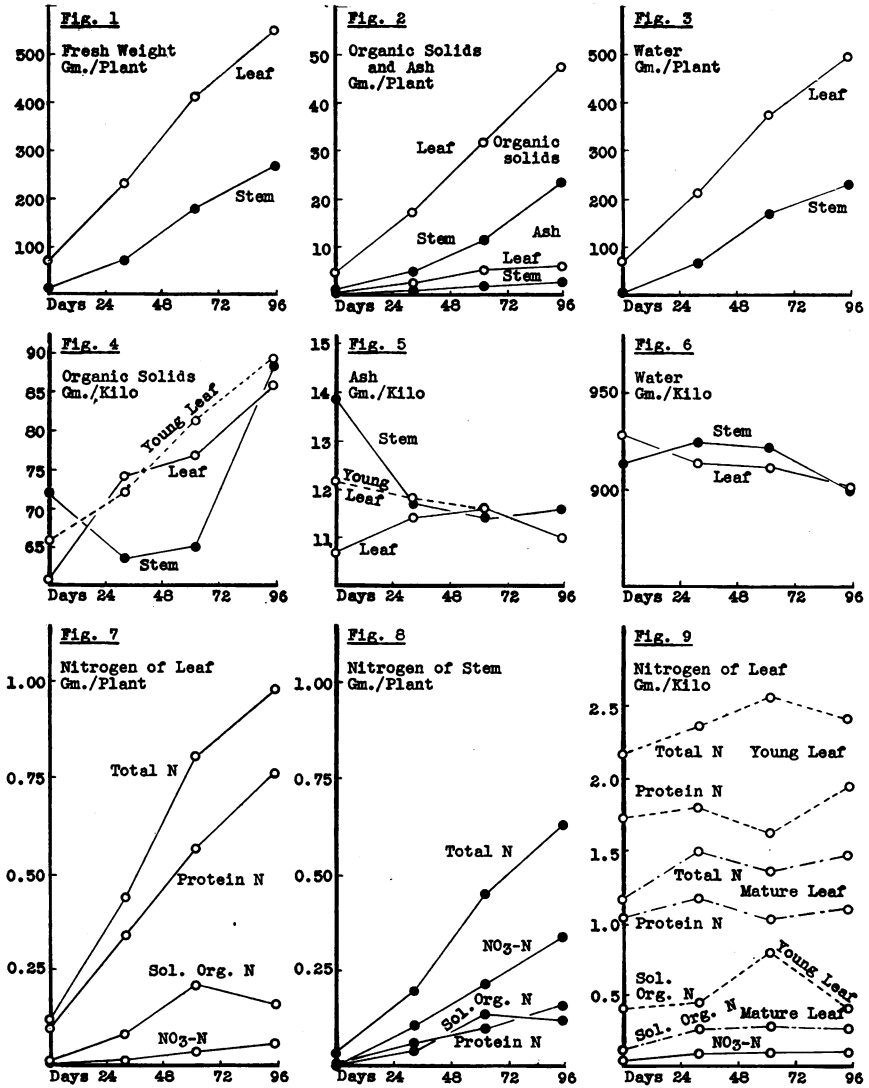 Fig. 1
Fresh Weight
Gm./Plant
500
400
300
200
100
Leaf
Stem
Days 24 48 72 96
Fig. 2
Organic Solids
and Ash
Gm./Plant
50
40
30
20
10
Leaf
Organic
solids
Stem
Ash
Leaf
Stem
Days 24 48 72 96
Fig. 3
Water
Gm./Plant
500
400
300
200
100
Leaf
Stem
Days 24 48 72 96
Fig. 4
Organic Solids
Gm./Kilo
90
85
80
75
70
65
Young Leaf
Leaf
Stem
Days 24 48 72 96
Fig. 5
Ash
Gm./Kilo
15
14
13
12
11
Stem
Young
Leaf
Leaf
Days 24 48 72 96
Fig. 6
Water
Gm./Kilo
950
900
Stem
Leaf
Days 24 48 72 96
Fig. 7
Nitrogen of Leaf
Gm./Plant
1.00
0.75
0.50
0.25
Total N
Protein N
Sol. Org. N
NO3-N
Days 24 48 72 96
Fig. 8
Nitrogen of Stem
Gm./Plant
1.00
0.75
0.50
0.25
Total N
NO3-N
Sol. Org. N
Protein N
Days 24 48 72 96
Fig. 9
Nitrogen of Leaf
Gm./Kilo
2.5
2.0
1.5
1.0
0.5
Total N Young Leaf
Protein N
Total N
Mature Leaf
Protein N
Young Leaf
Sol.
Org. N
Sol. Org. N
Mature Leaf
NO3-N
Days 24 48 72 96